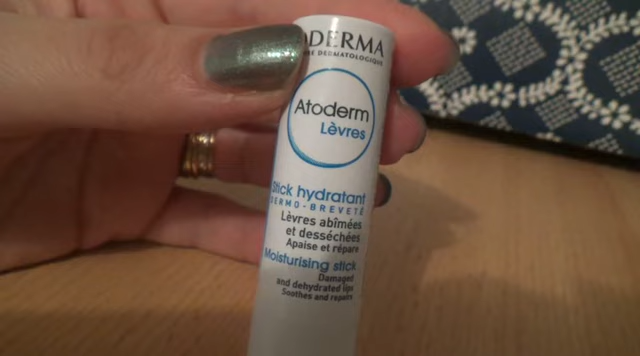 DERMA
DERMATOLOGIQUE
Atoderm
Lèvres
Stick hydratant
DERMO-BREVETÉ
Lèvres abîmées
et desséchées
Apaise et répare
Moisturising stick
Damaged
and dehydrated lips
Soothes and repairs